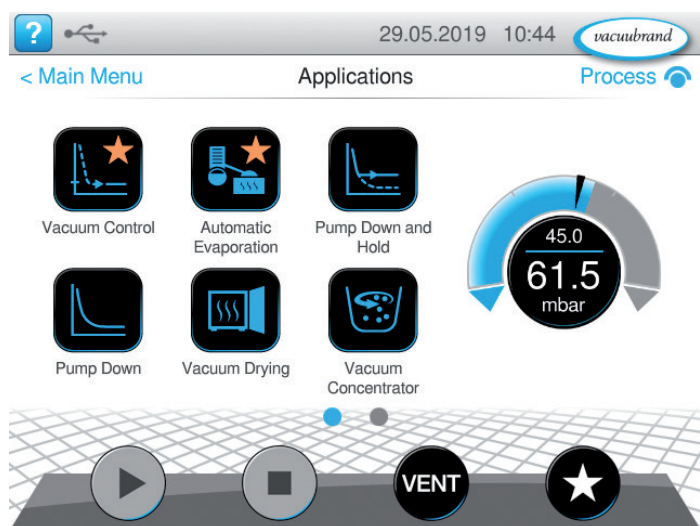 ?
29.05.2019 10:44
vacuubrand
< Main Menu
Applications
Process
Vacuum Control
Automatic
Evaporation
Pump Down and
Hold
45.0
61.5
mbar
Pump Down
Vacuum Drying
Vacuum
Concentrator
VENT